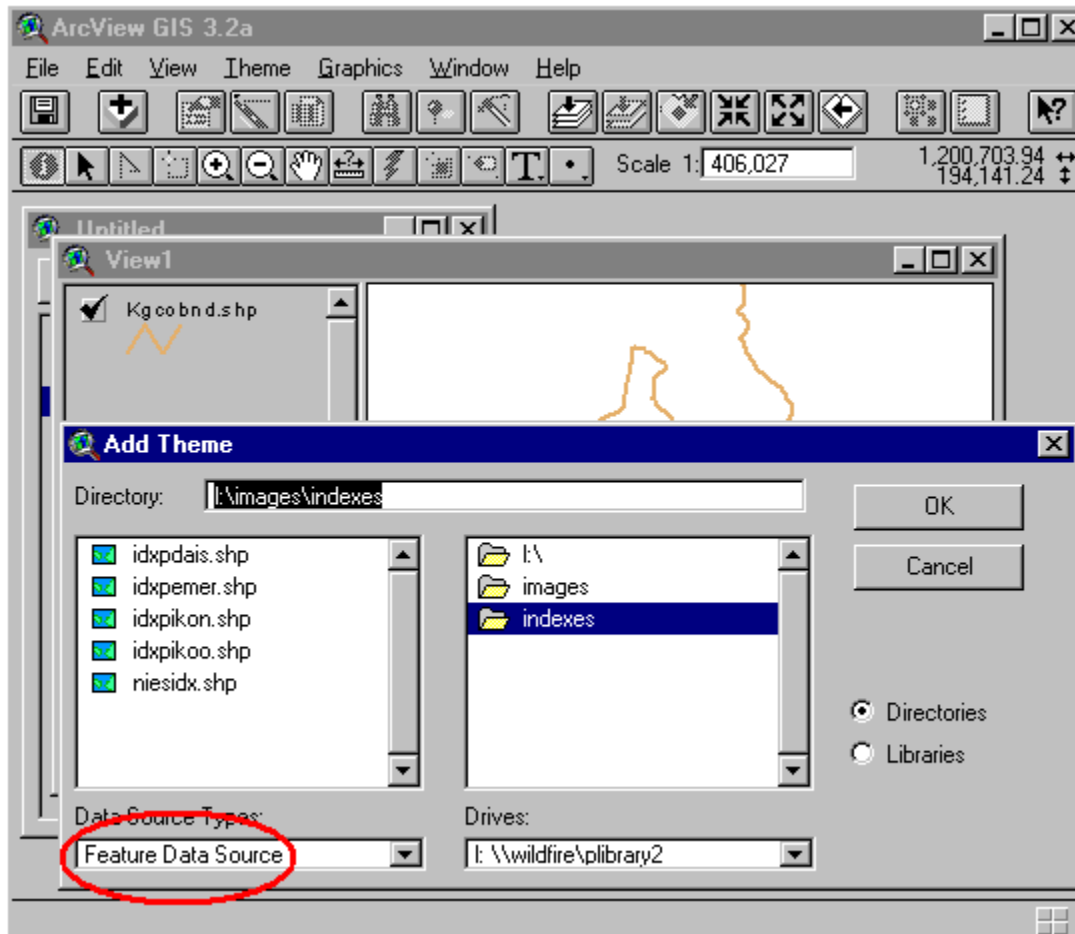 ArcView GIS 3.2a
File Edit View Theme Graphics Window Help
Scale 1: 406,027
1,200,703.94
194,141.24
Untitled
View1
Kgcobnd.shp
Add Theme
Directory: I:\images\indexes
OK
Cancel
idxpdais.shp
idxpemer.shp
idxpikon.shp
idxpikoo.shp
niesidx.shp
I:\
images
indexes
Directories
Libraries
Data Source Types:
Feature Data Source
Drives:
I: \\wildfire\plibrary2